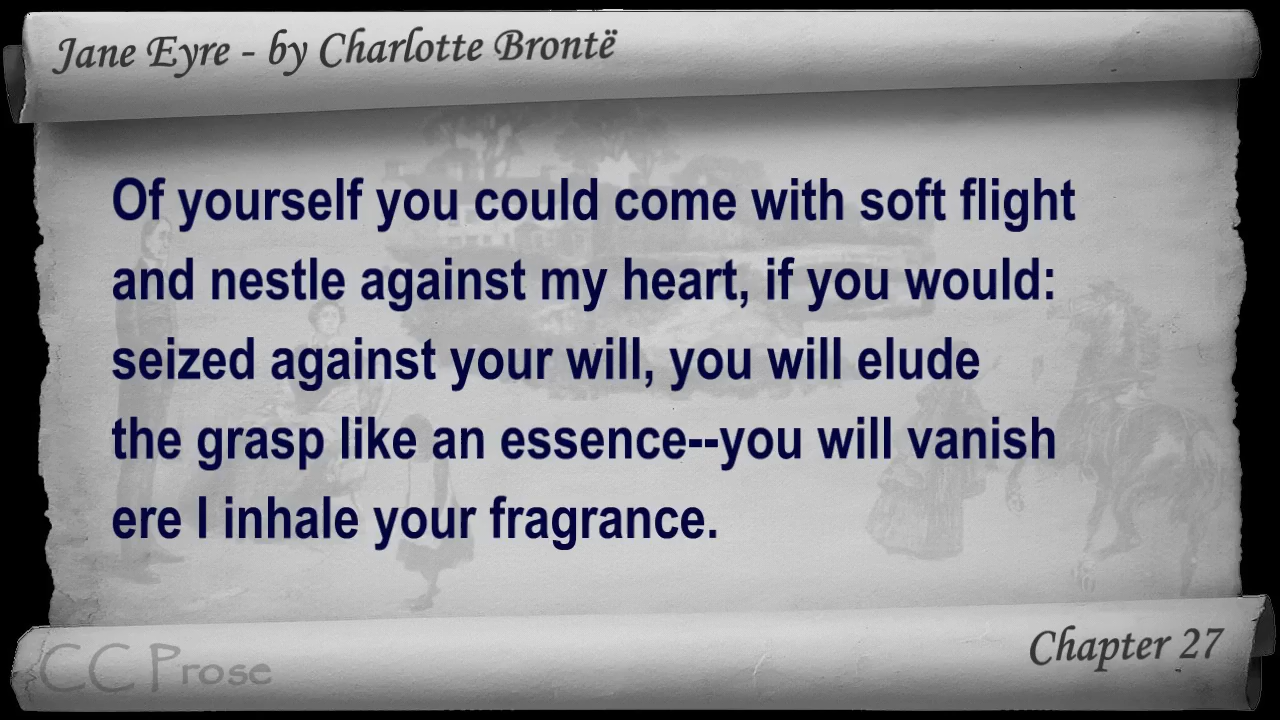 Jane Eyre - by Charlotte Brontë
Of yourself you could come with soft flight
and nestle against my heart, if you would:
seized against your will, you will elude
the grasp like an essence--you will vanish
ere I inhale your fragrance.
CC Prose
Chapter 27